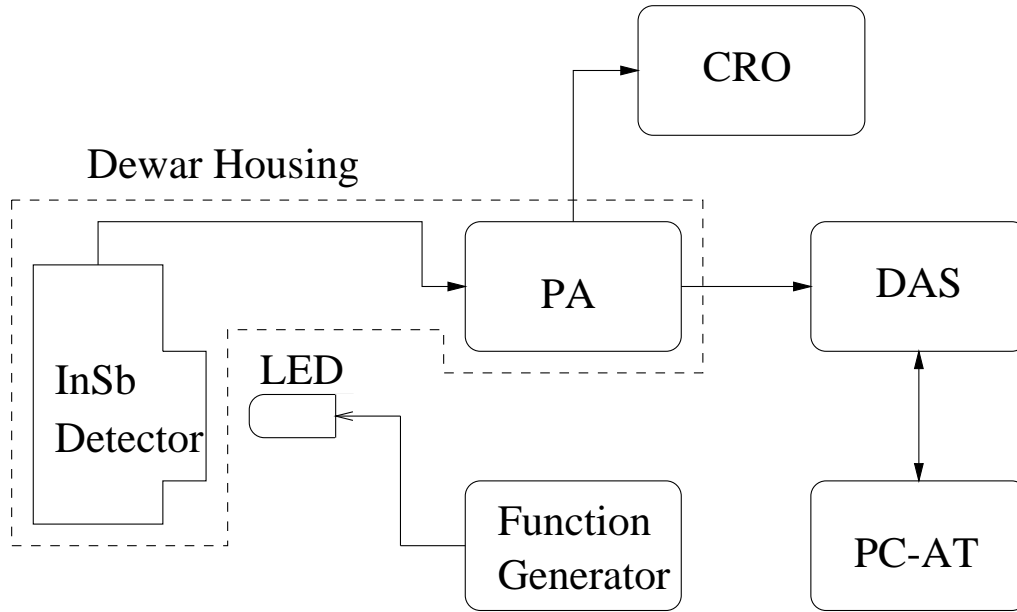 CRO
Dewar Housing
PA
DAS
LED
InSb
Detector
Function
Generator
PC-AT